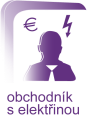 €
obchodník
s elektřinou